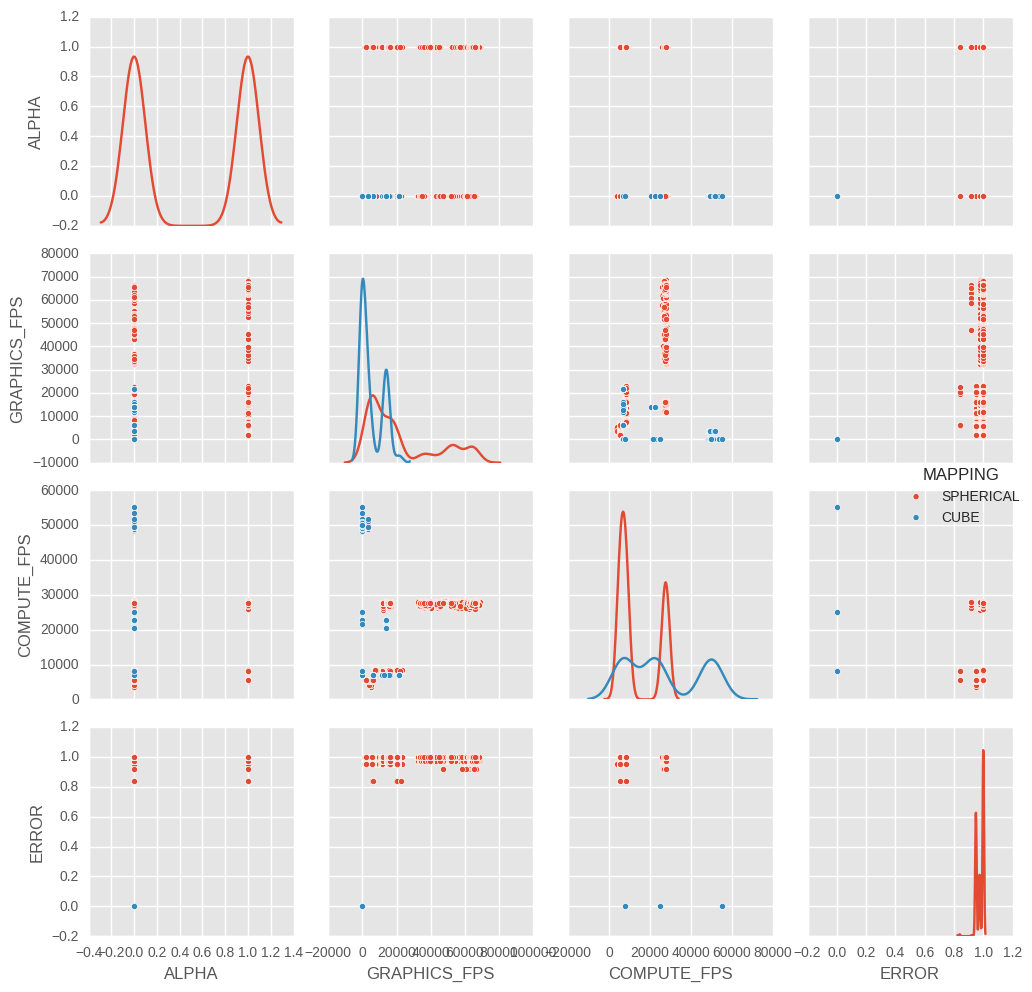 1.2
1.0
0.8
0.6
0.4
0.2
0.0
−0.2
ALPHA
80000
70000
60000
50000
40000
30000
20000
10000
0
−10000
GRAPHICS_FPS
MAPPING
SPHERICAL
CUBE
60000
50000
40000
30000
20000
10000
0
COMPUTE_FPS
1.2
1.0
0.8
0.6
0.4
0.2
0.0
−0.2
ERROR
−0.4 −0.2 0.0 0.2 0.4 0.6 0.8 1.0 1.2 1.4
−20000 0 20000 40000 60000 80000 100000
−20000 0 20000 40000 60000 80000
−0.2 0.0 0.2 0.4 0.6 0.8 1.0 1.2
ALPHA GRAPHICS_FPS COMPUTE_FPS ERROR